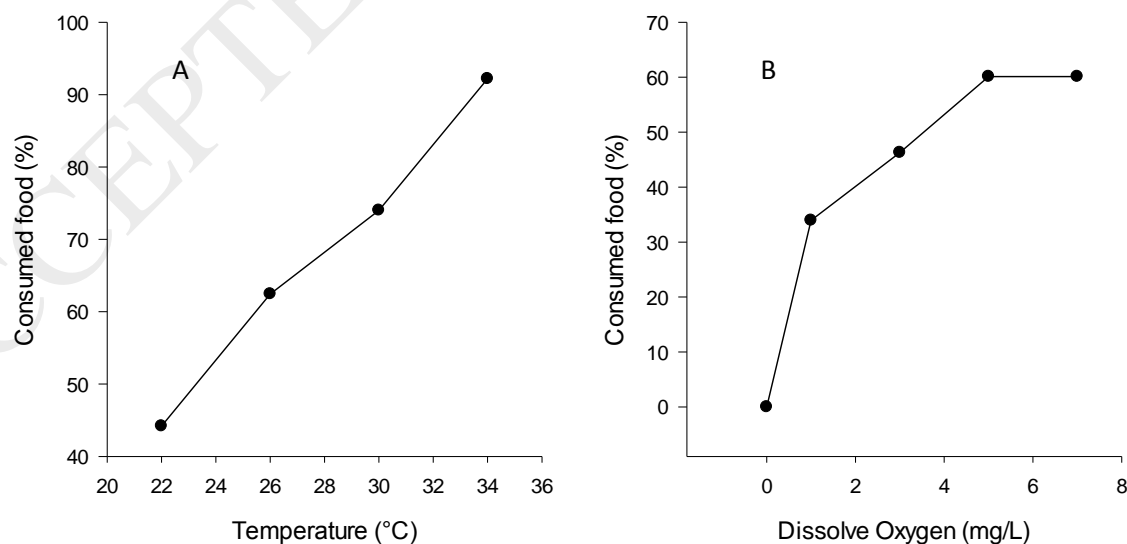 CCEPTE
A
Consumed food (%)
100
90
80
70
60
50
40
20 22 24 26 28 30 32 34 36
Temperature (°C)
B
Consumed food (%)
70
60
50
40
30
20
10
0
0 2 4 6 8
Dissolve Oxygen (mg/L)